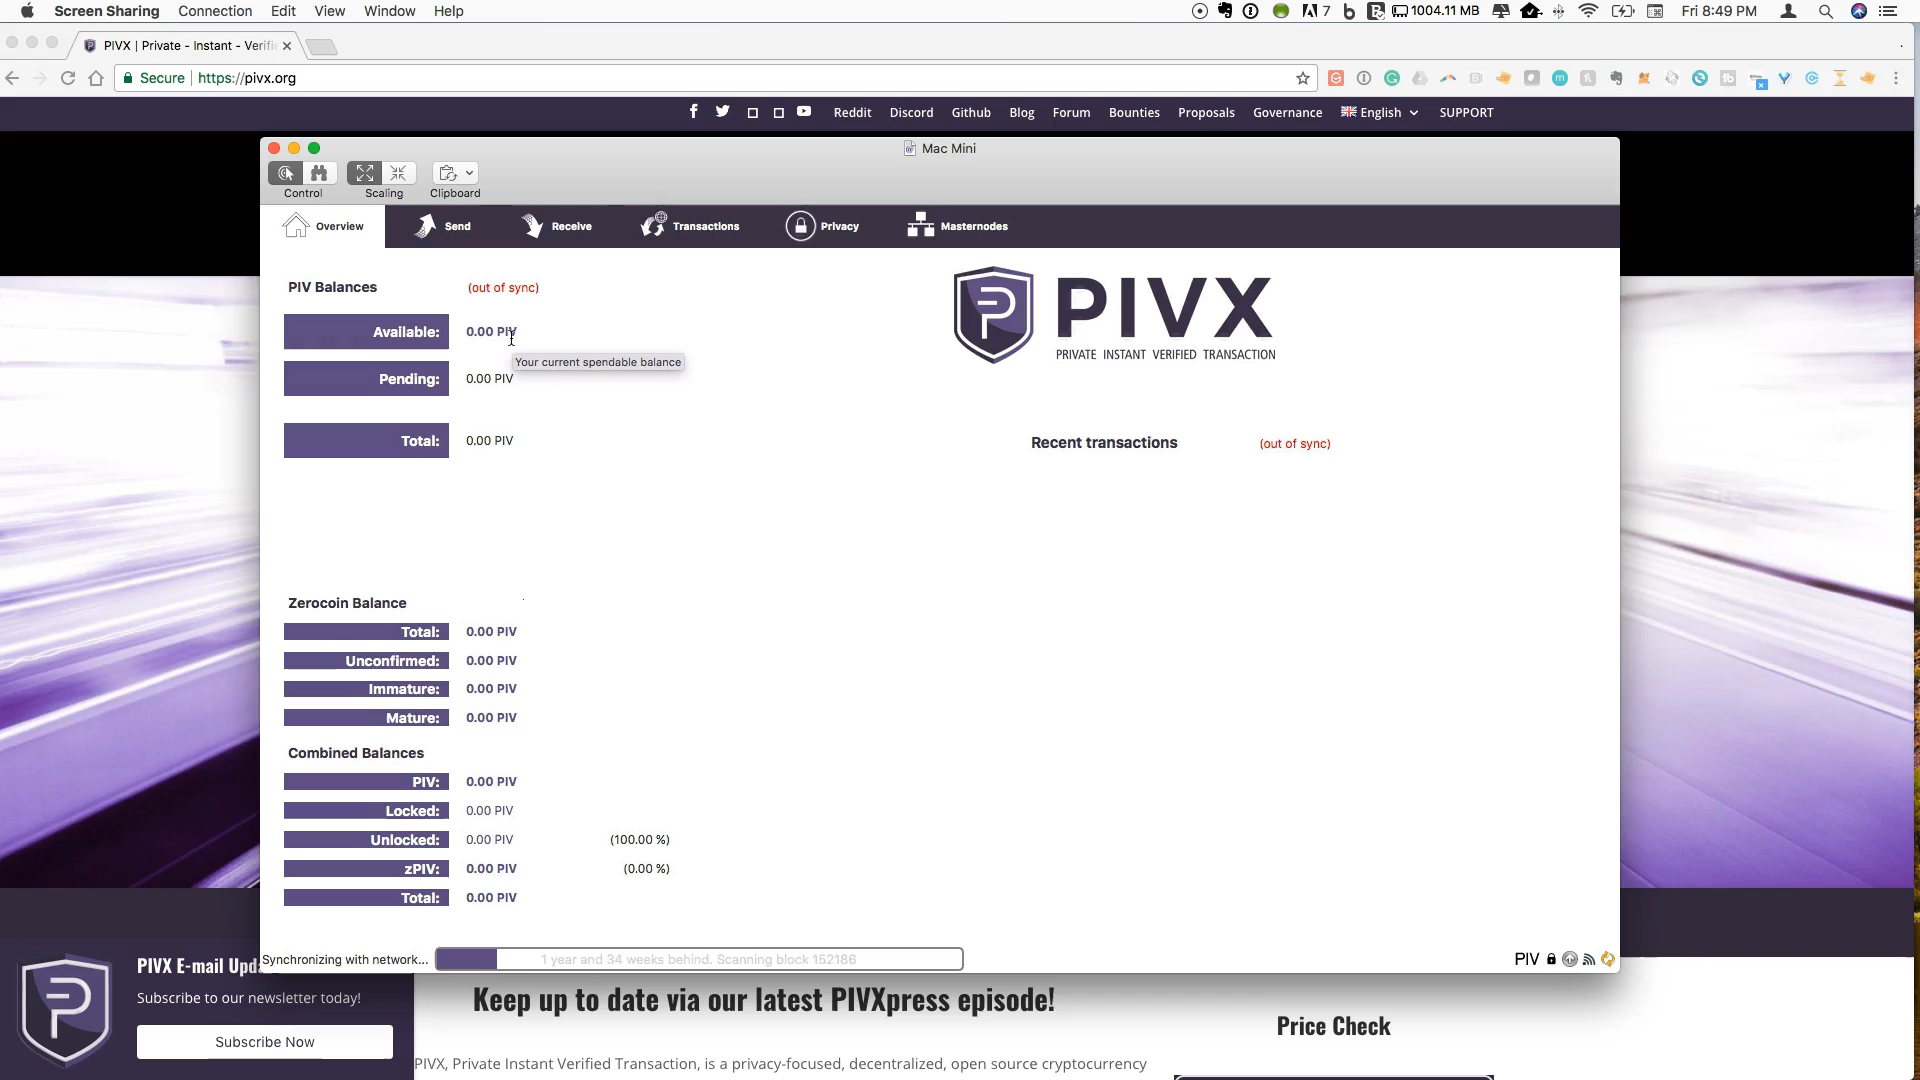 Screen Sharing Connection Edit View Window Help 7 1004.11 MB Fri 8:49 PM
PIVX | Private - Instant - Verifi
Secure https://pivx.org
Reddit Discord Github Blog Forum Bounties Proposals Governance English SUPPORT
Mac Mini
Control Scaling Clipboard
Overview Send Receive Transactions Privacy Masternodes
PIV Balances (out of sync)
Available: 0.00 PIV
Your current spendable balance
Pending: 0.00 PIV
Total: 0.00 PIV
PIVX
PRIVATE INSTANT VERIFIED TRANSACTION
Recent transactions (out of sync)
Zerocoin Balance
Total: 0.00 PIV
Unconfirmed: 0.00 PIV
Immature: 0.00 PIV
Mature: 0.00 PIV
Combined Balances
PIV: 0.00 PIV
Locked: 0.00 PIV
Unlocked: 0.00 PIV (100.00 %)
zPIV: 0.00 PIV (0.00 %)
Total: 0.00 PIV
Synchronizing with network... 1 year and 34 weeks behind. Scanning block 152186 PIV
PIVX E-mail Upda
Subscribe to our newsletter today!
Subscribe Now
Keep up to date via our latest PIVXpress episode!
PIVX, Private Instant Verified Transaction, is a privacy-focused, decentralized, open source cryptocurrency
Price Check